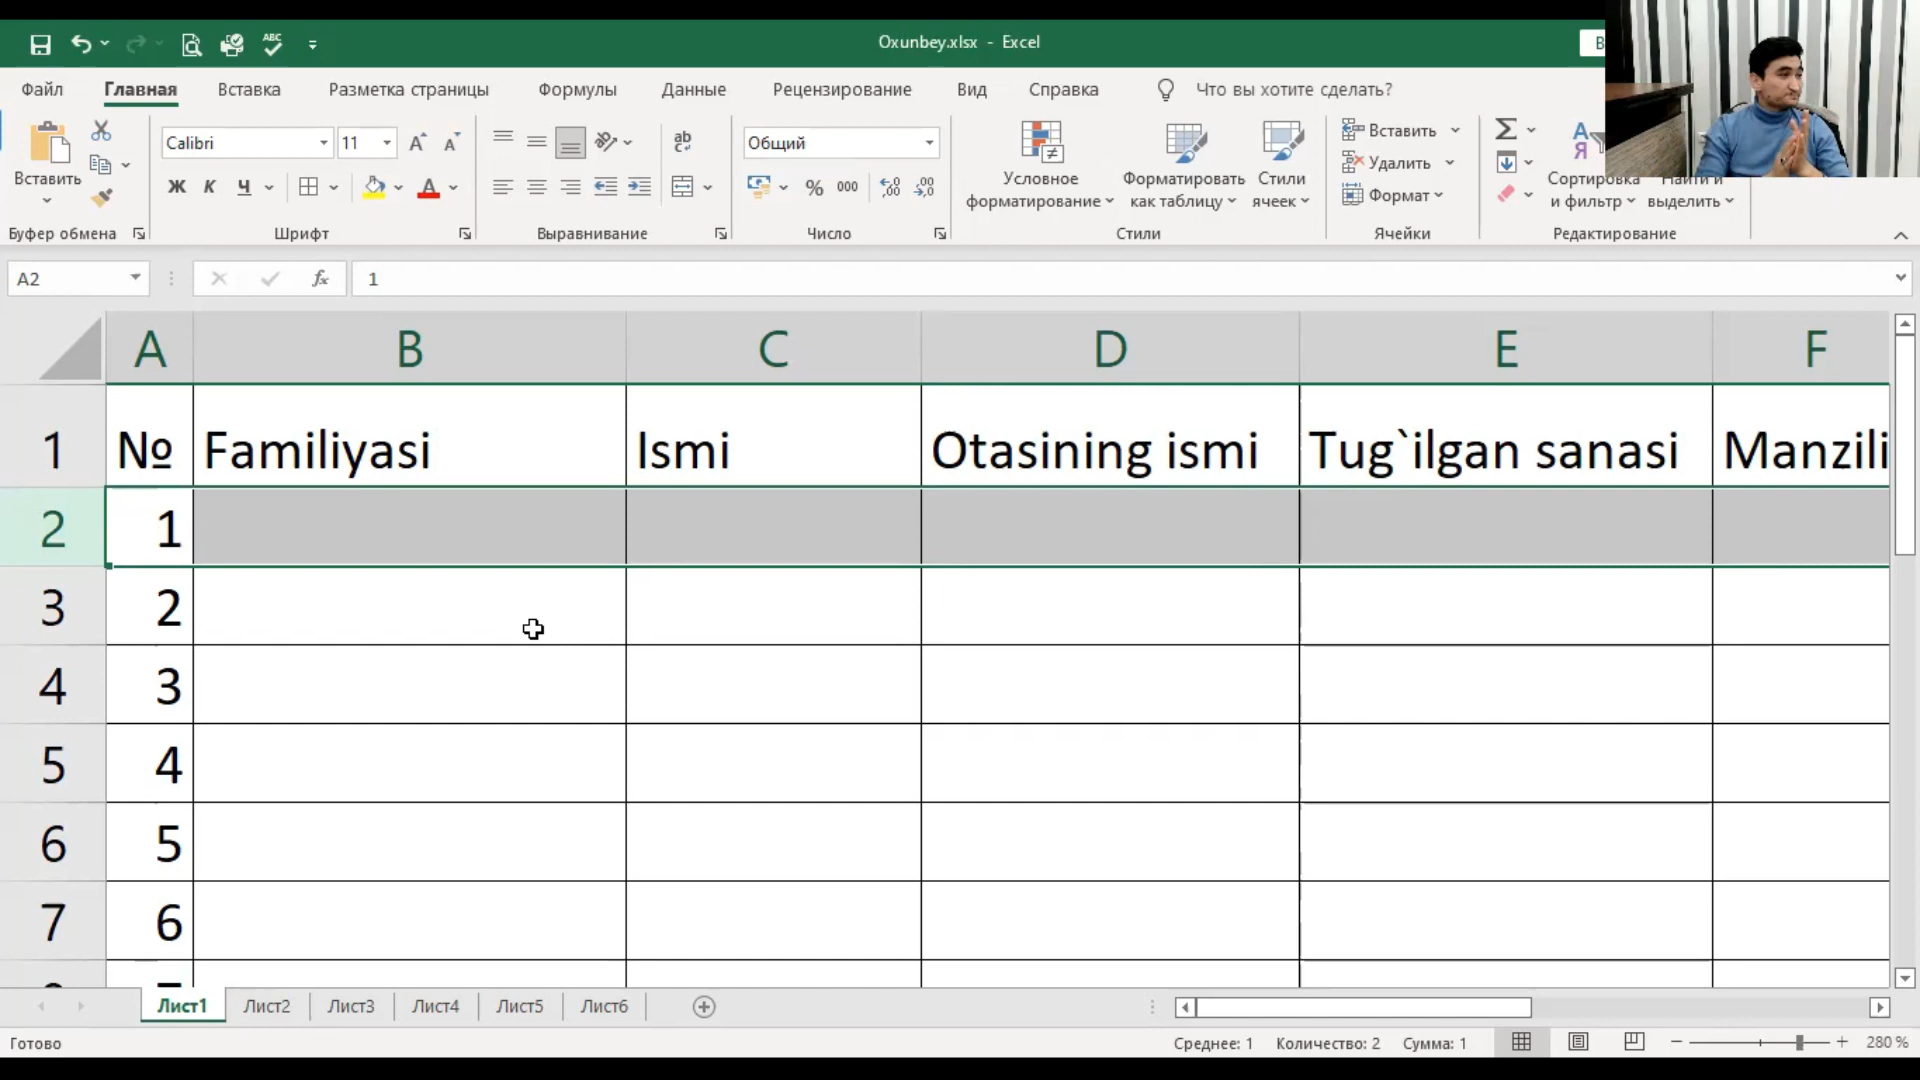 Oxunbey.xlsx - Excel
Файл Главная Вставка Разметка страницы Формулы Данные Рецензирование Вид Справка Что вы хотите сделать?
Вставить
Буфер обмена
Calibri 11
Ж К Ч
Шрифт
ab
Выравнивание
Общий
% 000
Число
Условное форматирование
Форматировать как таблицу
Стили ячеек
Стили
Вставить
Удалить
Формат
Ячейки
Сортировка и фильтр
Найти и выделить
Редактирование
A2 fx 1
A B C D E F
1 № Familiyasi Ismi Otasining ismi Tug`ilgan sanasi Manzili
2 1
3 2
4 3
5 4
6 5
7 6
Лист1 Лист2 Лист3 Лист4 Лист5 Лист6
Готово Среднее: 1 Количество: 2 Сумма: 1 280 %